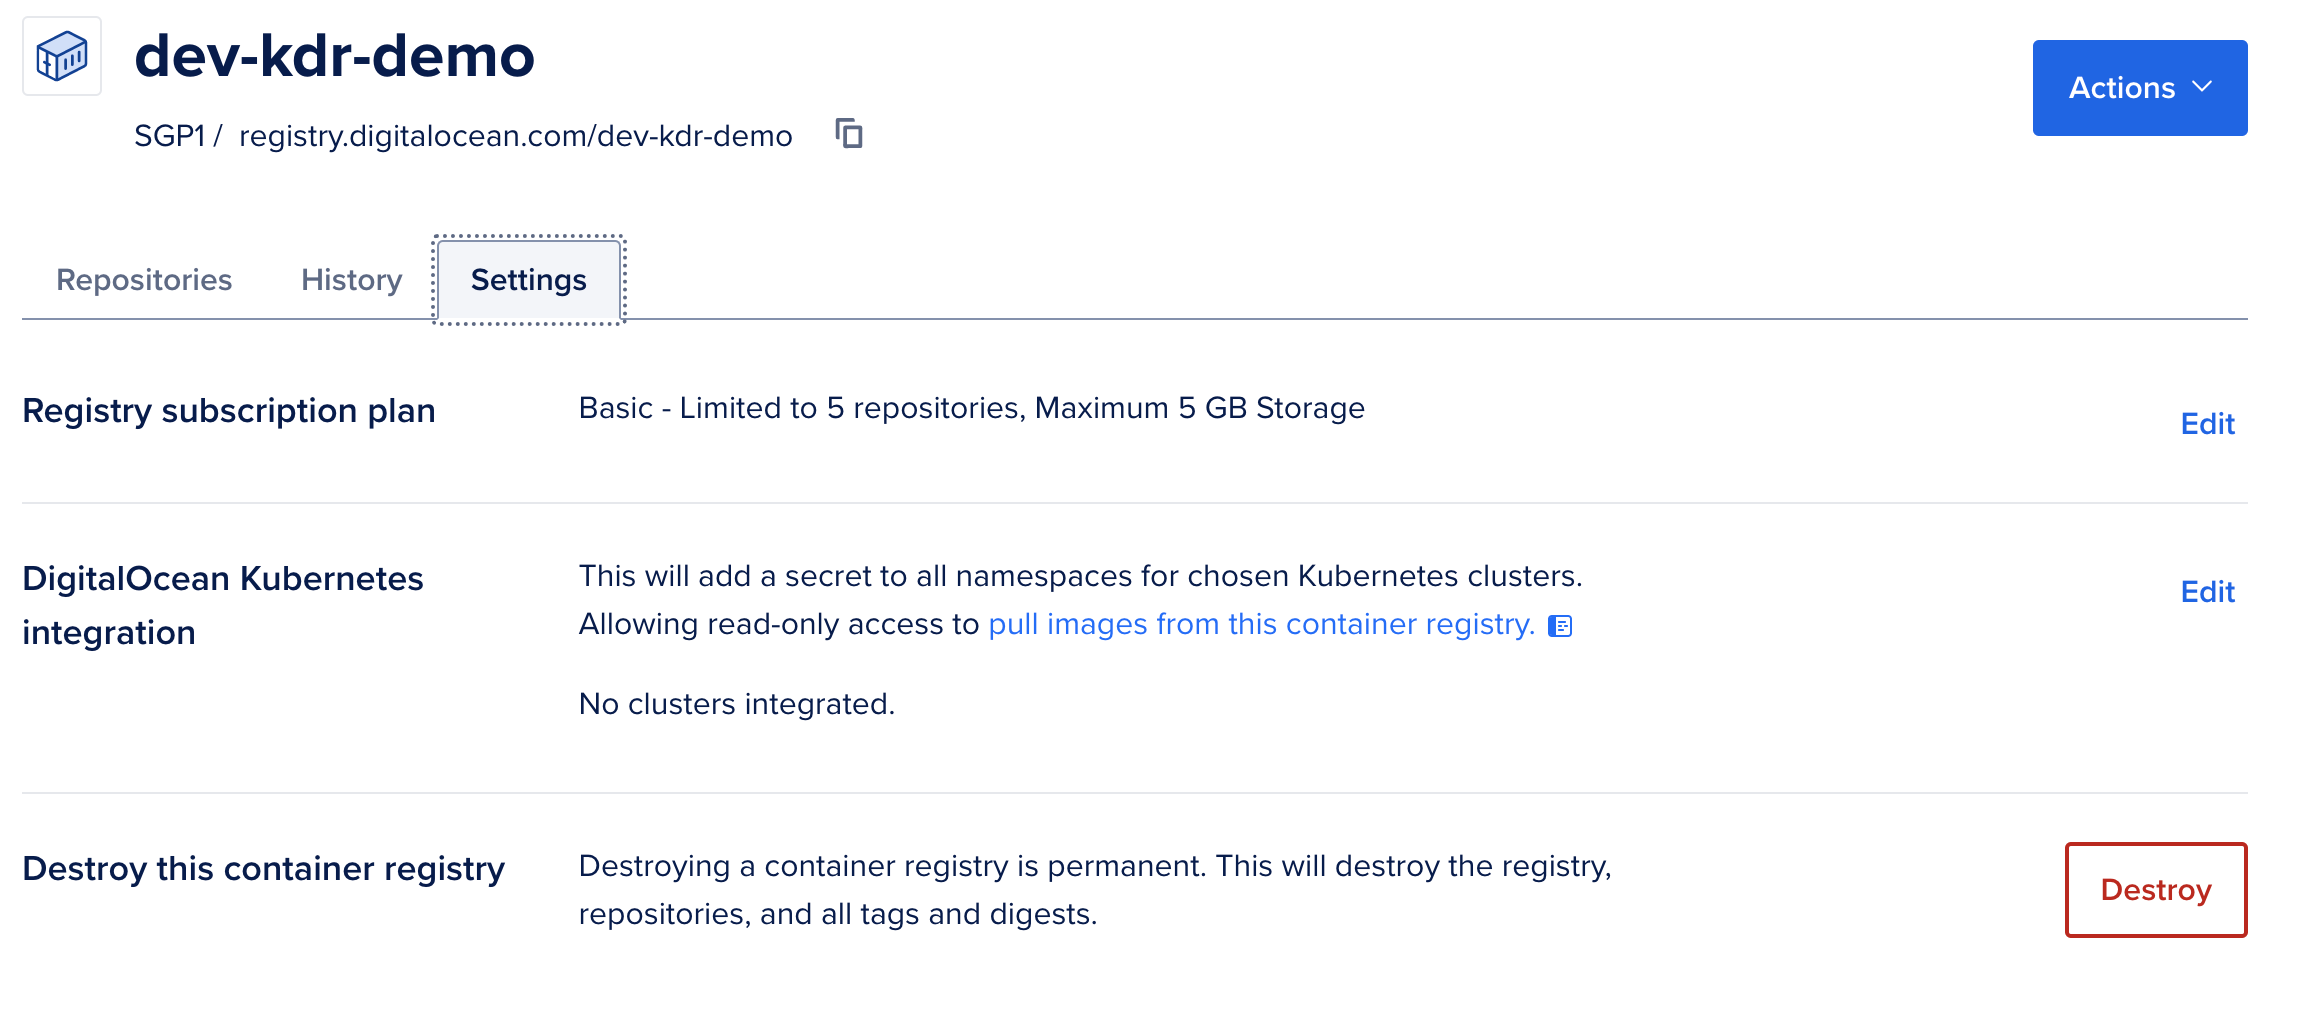 dev-kdr-demo
SGP1 / registry.digitalocean.com/dev-kdr-demo
Actions
Repositories
History
Settings
Registry subscription plan
Basic - Limited to 5 repositories, Maximum 5 GB Storage
Edit
DigitalOcean Kubernetes
integration
This will add a secret to all namespaces for chosen Kubernetes clusters.
Allowing read-only access to pull images from this container registry.
No clusters integrated.
Edit
Destroy this container registry
Destroying a container registry is permanent. This will destroy the registry,
repositories, and all tags and digests.
Destroy